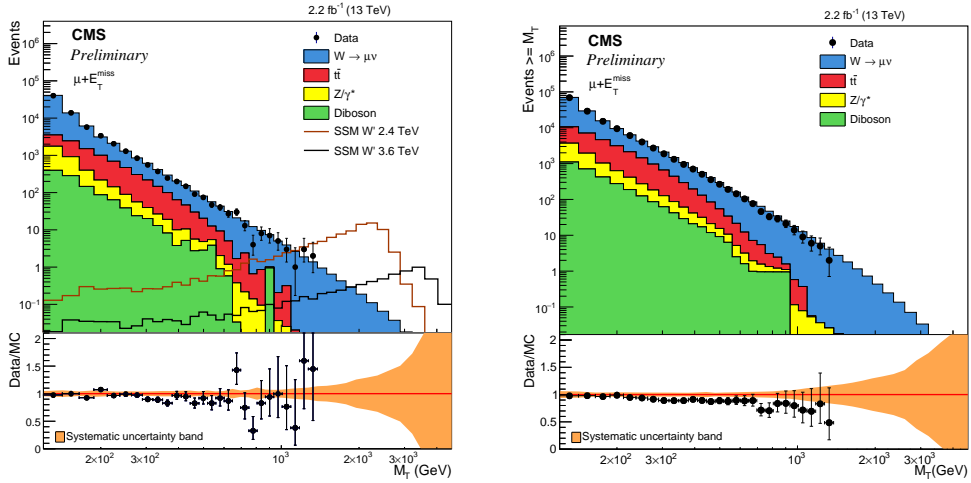 2.2 fb⁻¹ (13 TeV)
Events
CMS
Preliminary
μ+E_T^miss
Data
W → μν
tt̄
Z/γ*
Diboson
SSM W' 2.4 TeV
SSM W' 3.6 TeV
10⁶
10⁵
10⁴
10³
10²
10
1
10⁻¹
Data/MC
2
1.5
1
0.5
0
Systematic uncertainty band
2×10² 3×10² 10³ 2×10³ 3×10³
M_T (GeV)
2.2 fb⁻¹ (13 TeV)
Events >= M_T
CMS
Preliminary
μ+E_T^miss
Data
W → μν
tt̄
Z/γ*
Diboson
10⁶
10⁵
10⁴
10³
10²
10
1
10⁻¹
Data/MC
2
1.5
1
0.5
0
Systematic uncertainty band
2×10² 3×10² 10³ 2×10³ 3×10³
M_T (GeV)